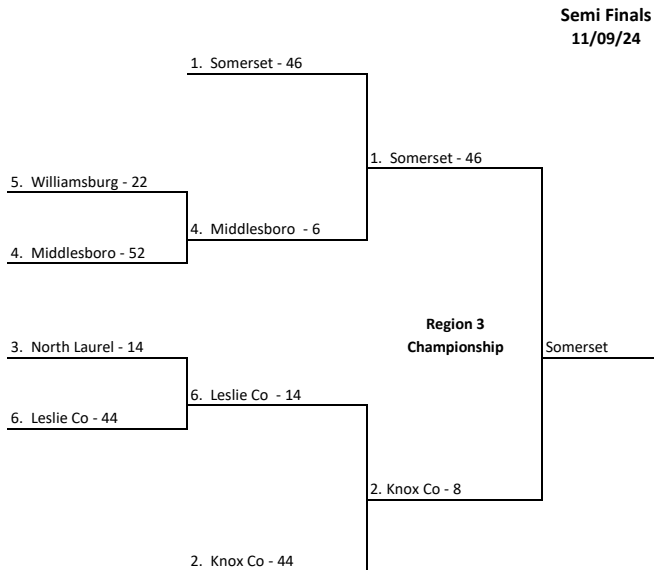 Semi Finals
11/09/24
1. Somerset - 46
1. Somerset - 46
5. Williamsburg - 22
4. Middlesboro - 6
4. Middlesboro - 52
Region 3
Championship
3. North Laurel - 14
Somerset
6. Leslie Co - 14
6. Leslie Co - 44
2. Knox Co - 8
2. Knox Co - 44